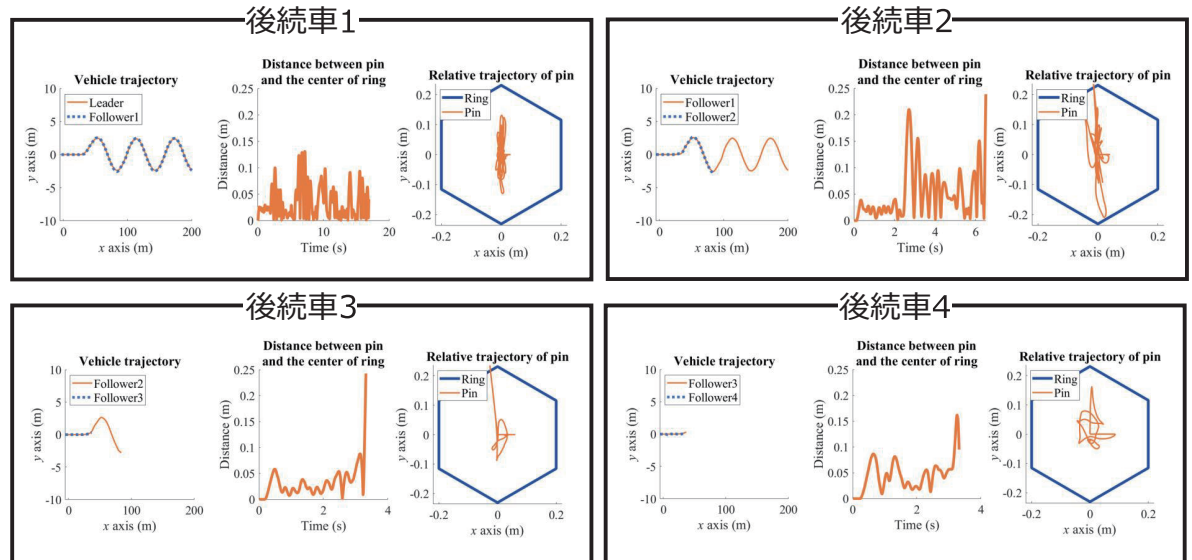 後続車1
Vehicle trajectory
10
5
0
-5
-10
y axis (m)
Leader
Follower1
0
100
200
x axis (m)
Distance between pin
and the center of ring
0.25
0.2
0.15
0.1
0.05
0
Distance (m)
0
5
10
15
20
Time (s)
Relative trajectory of pin
0.2
0.1
0
-0.1
-0.2
y axis (m)
Ring
Pin
-0.2
0
0.2
x axis (m)
後続車2
Vehicle trajectory
10
5
0
-5
-10
y axis (m)
Follower1
Follower2
0
100
200
x axis (m)
Distance between pin
and the center of ring
0.25
0.2
0.15
0.1
0.05
0
Distance (m)
0
2
4
6
Time (s)
Relative trajectory of pin
0.2
0.1
0
-0.1
-0.2
y axis (m)
Ring
Pin
-0.2
0
0.2
x axis (m)
後続車3
Vehicle trajectory
10
5
0
-5
-10
y axis (m)
Follower2
Follower3
0
100
200
x axis (m)
Distance between pin
and the center of ring
0.25
0.2
0.15
0.1
0.05
0
Distance (m)
0
2
4
Time (s)
Relative trajectory of pin
0.2
0.1
0
-0.1
-0.2
y axis (m)
Ring
Pin
-0.2
0
0.2
x axis (m)
後続車4
Vehicle trajectory
10
5
0
-5
-10
y axis (m)
Follower3
Follower4
0
100
200
x axis (m)
Distance between pin
and the center of ring
0.25
0.2
0.15
0.1
0.05
0
Distance (m)
0
2
4
Time (s)
Relative trajectory of pin
0.2
0.1
0
-0.1
-0.2
y axis (m)
Ring
Pin
-0.2
0
0.2
x axis (m)